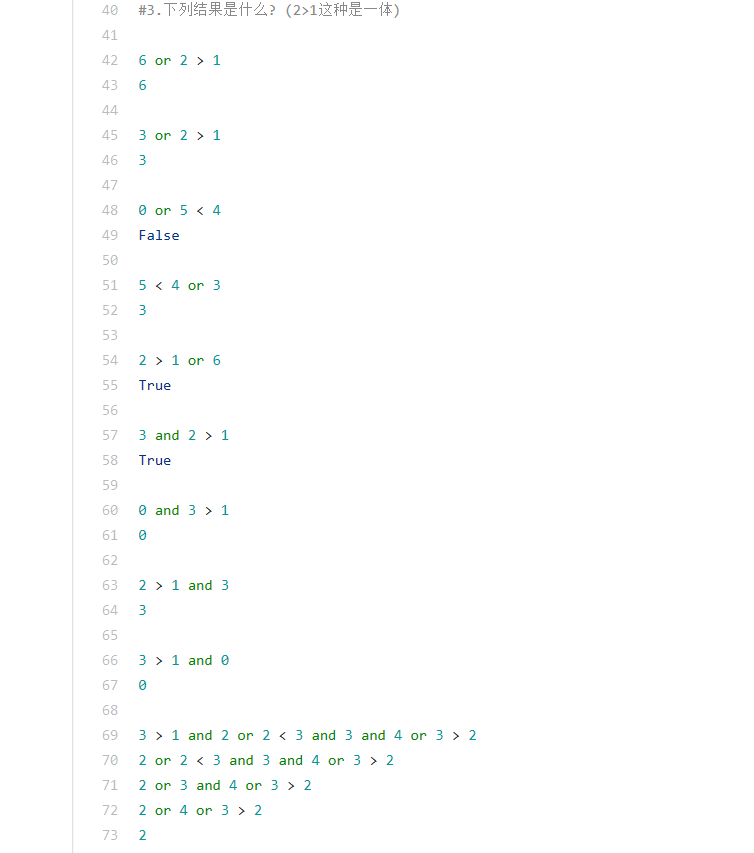 40 #3.下列结果是什么? (2>1这种是一体)
41
42 6 or 2 > 1
43 6
44
45 3 or 2 > 1
46 3
47
48 0 or 5 < 4
49 False
50
51 5 < 4 or 3
52 3
53
54 2 > 1 or 6
55 True
56
57 3 and 2 > 1
58 True
59
60 0 and 3 > 1
61 0
62
63 2 > 1 and 3
64 3
65
66 3 > 1 and 0
67 0
68
69 3 > 1 and 2 or 2 < 3 and 3 and 4 or 3 > 2
70 2 or 2 < 3 and 3 and 4 or 3 > 2
71 2 or 3 and 4 or 3 > 2
72 2 or 4 or 3 > 2
73 2